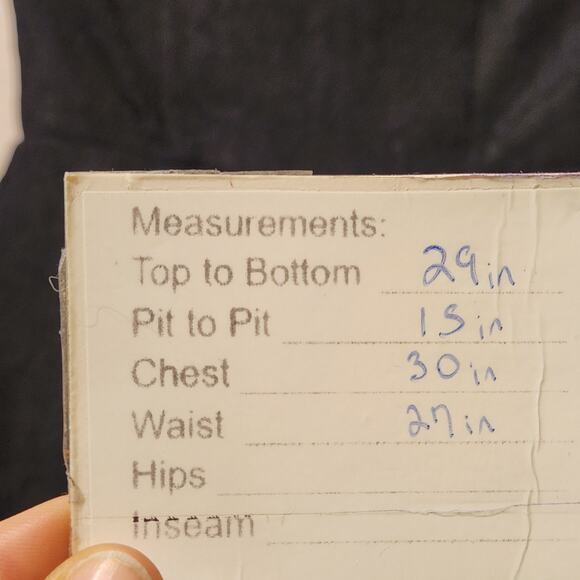 Measurements:
Top to Bottom 29in
Pit to Pit 15in
Chest 30in
Waist 27in
Hips
Inseam